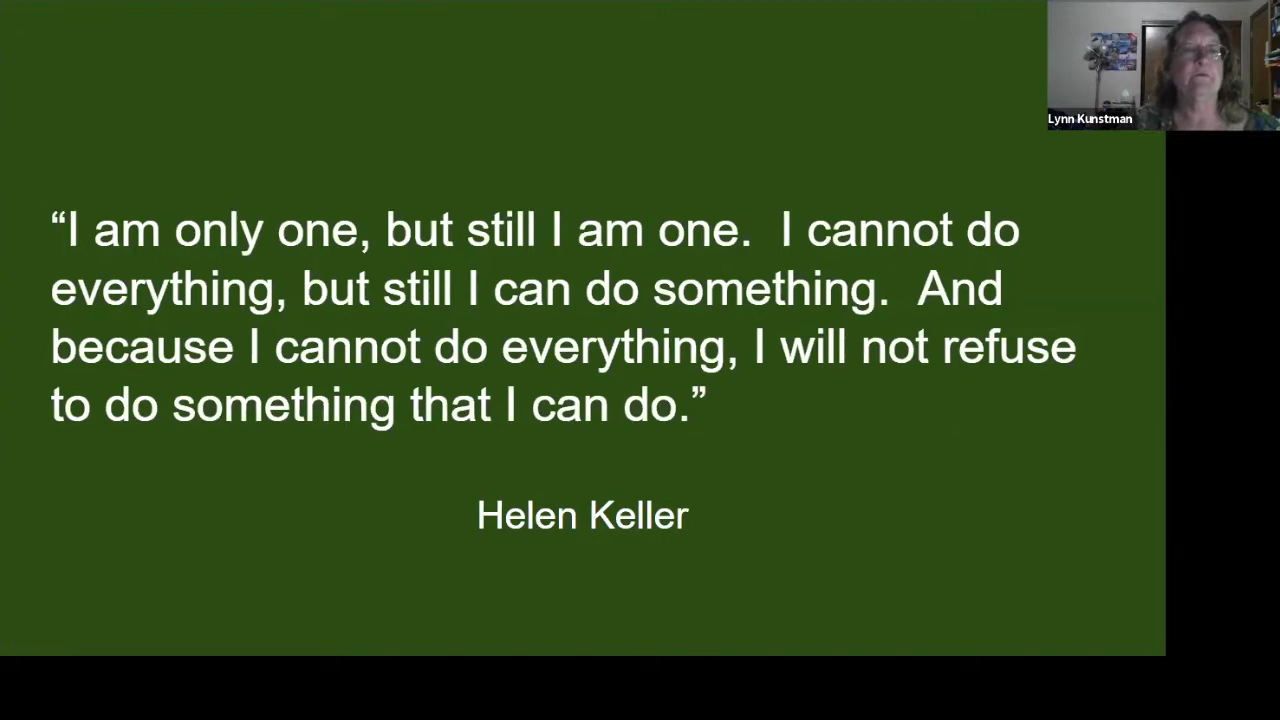 Lynn Kunstman
“I am only one, but still I am one.  I cannot do
everything, but still I can do something.  And
because I cannot do everything, I will not refuse
to do something that I can do.”
Helen Keller